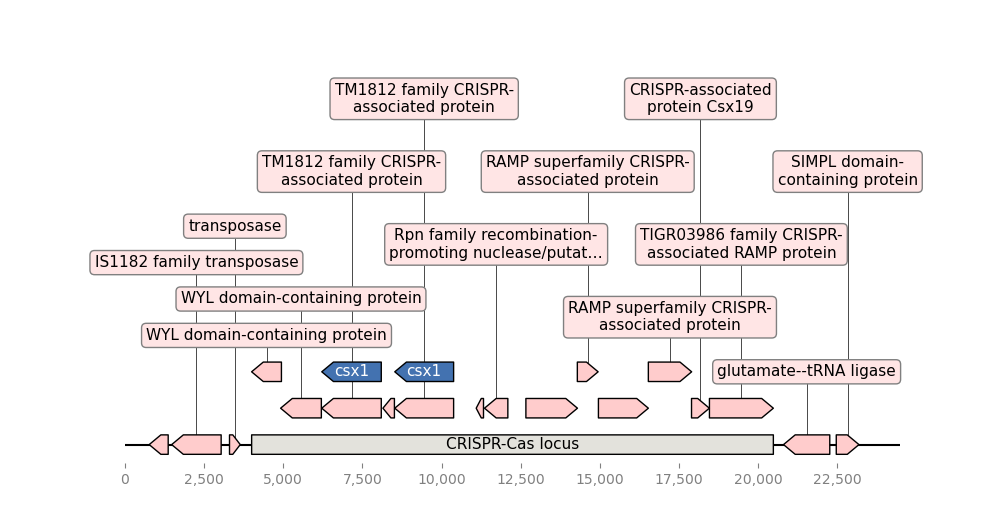 TM1812 family CRISPR-
associated protein
CRISPR-associated
protein Csx19
TM1812 family CRISPR-
associated protein
RAMP superfamily CRISPR-
associated protein
SIMPL domain-
containing protein
transposase
Rpn family recombination-
promoting nuclease/putat...
TIGR03986 family CRISPR-
associated RAMP protein
IS1182 family transposase
WYL domain-containing protein
RAMP superfamily CRISPR-
associated protein
WYL domain-containing protein
csx1
csx1
glutamate--tRNA ligase
CRISPR-Cas locus
0
2,500
5,000
7,500
10,000
12,500
15,000
17,500
20,000
22,500